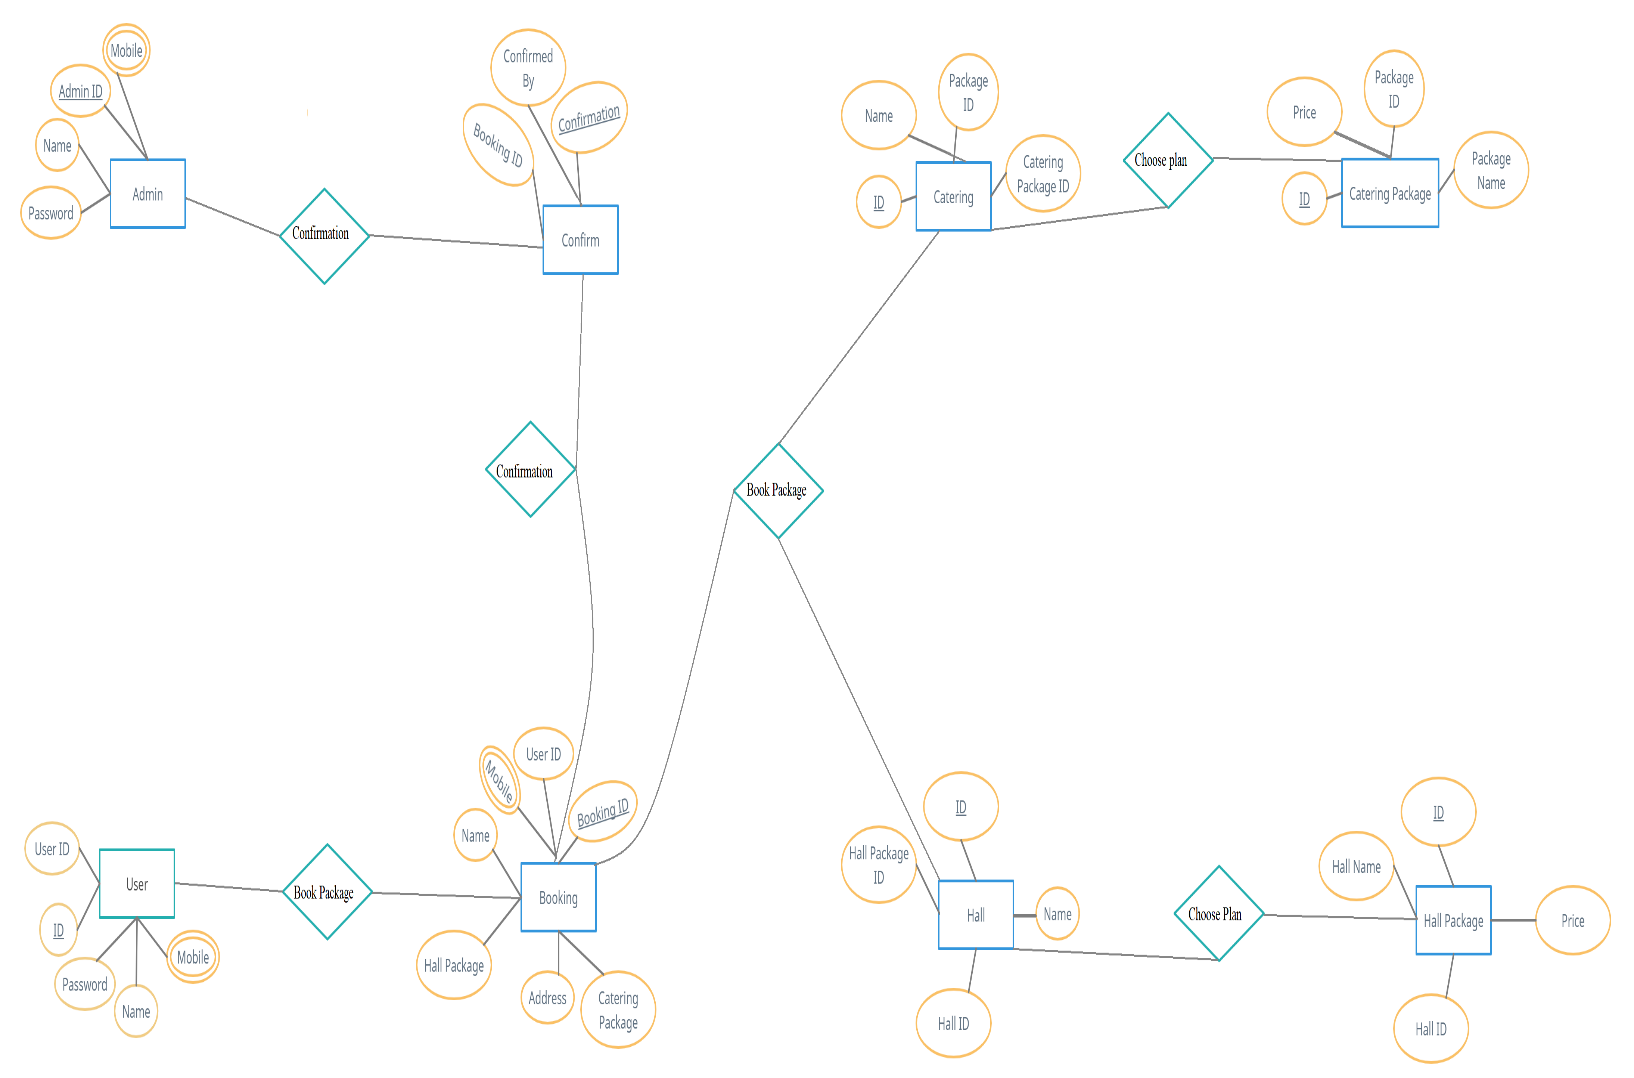 Mobile
Admin ID
Name
Password
Admin
Confirmation
Confirmed
By
Confirmation
Booking ID
Confirm
Name
Package
ID
Catering
Package ID
ID
Catering
Choose plan
Price
Package
ID
Package
Name
ID
Catering Package
Confirmation
Book Package
User ID
Mobile
Booking ID
Name
Booking
Hall Package
Address
Catering
Package
User ID
User
ID
Password
Name
Mobile
Book Package
ID
Hall Package
ID
Hall
Name
Hall ID
Choose Plan
ID
Hall Name
Hall Package
Price
Hall ID